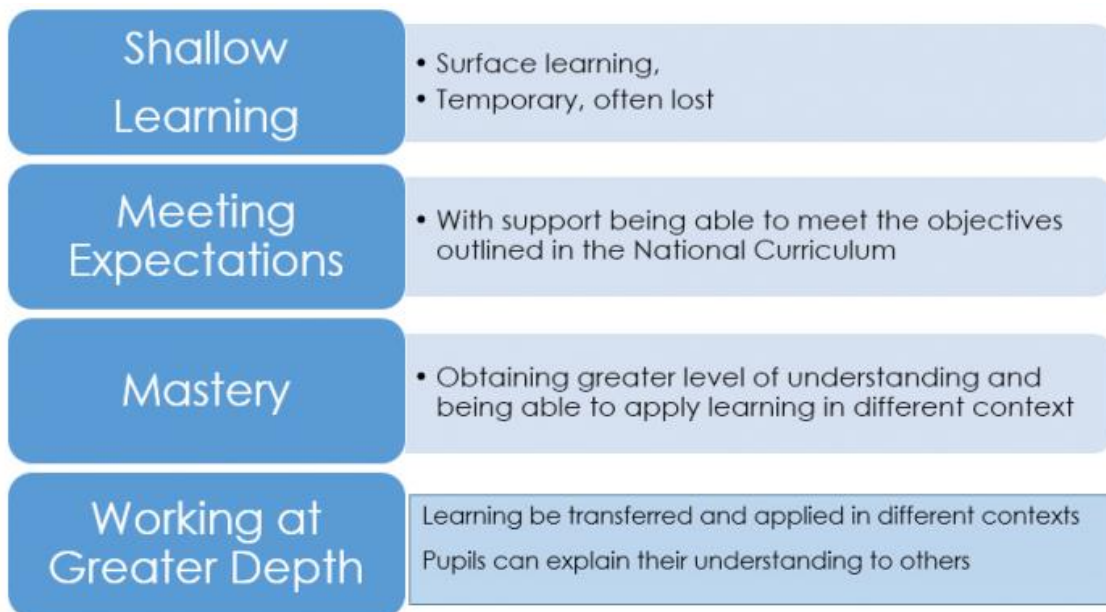 Shallow
Learning
• Surface learning,
• Temporary, often lost
Meeting
Expectations
• With support being able to meet the objectives
outlined in the National Curriculum
Mastery
• Obtaining greater level of understanding and
being able to apply learning in different context
Working at
Greater Depth
Learning be transferred and applied in different contexts
Pupils can explain their understanding to others